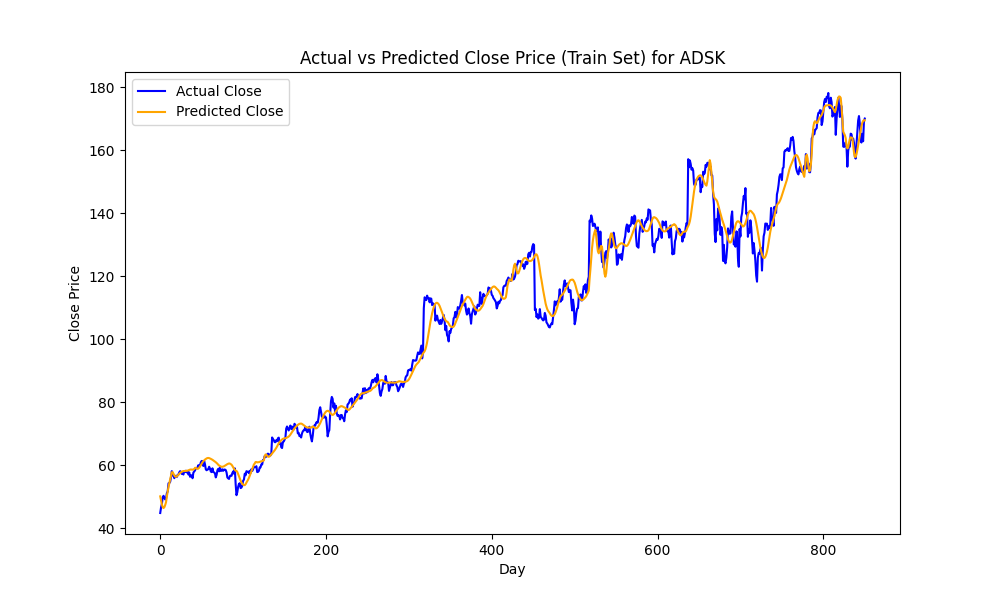 Actual vs Predicted Close Price (Train Set) for ADSK
Actual Close
Predicted Close
180
160
140
120
100
80
60
40
Close Price
0 200 400 600 800
Day